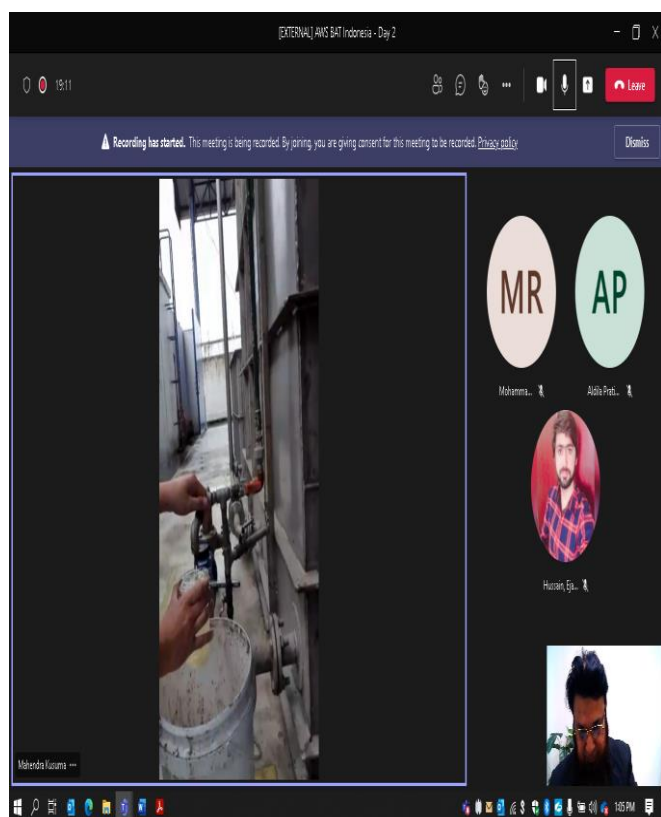 [EXTERNAL] AWS BAT Indonesia - Day 2
19:11
Leave
Recording has started. This meeting is being recorded. By joining, you are giving consent for this meeting to be recorded. Privacy policy
Dismiss
MR
AP
Mohamma...
Aldila Prati...
Hussain, Eja...
Mahendra Kusuma
1:05 PM